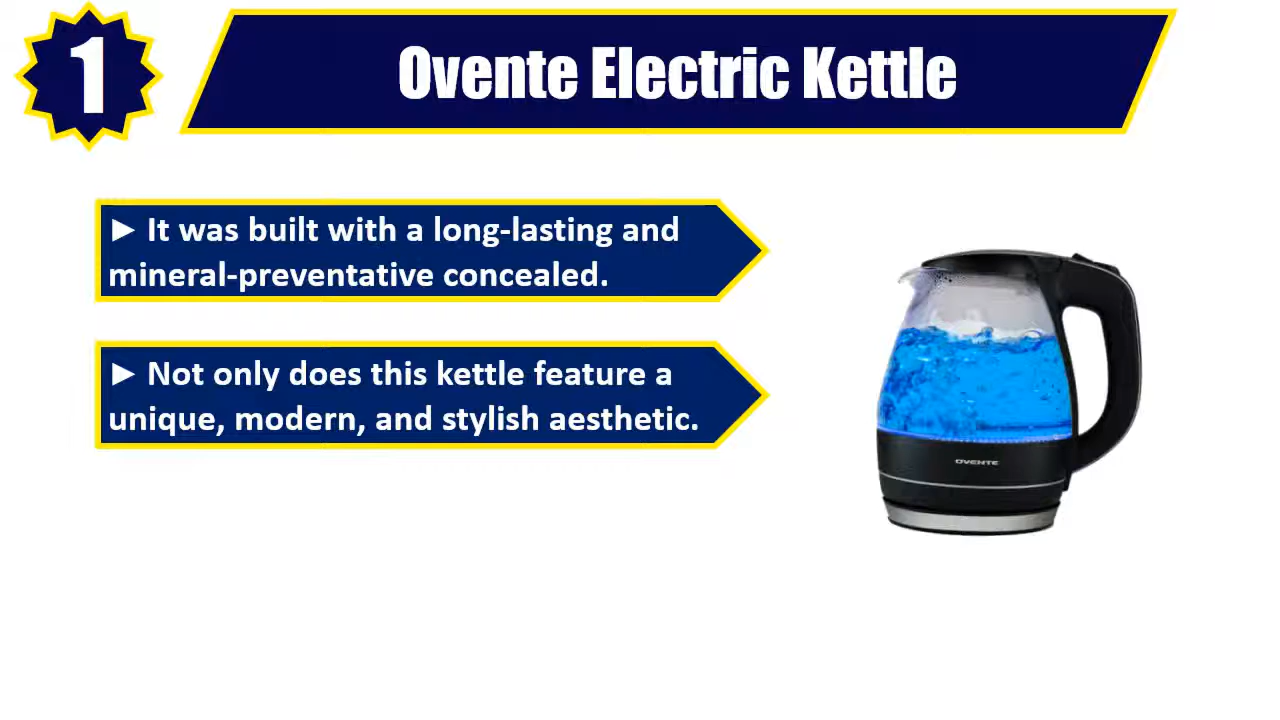 1
Ovente Electric Kettle
► It was built with a long-lasting and
mineral-preventative concealed.
► Not only does this kettle feature a
unique, modern, and stylish aesthetic.
OVENTE